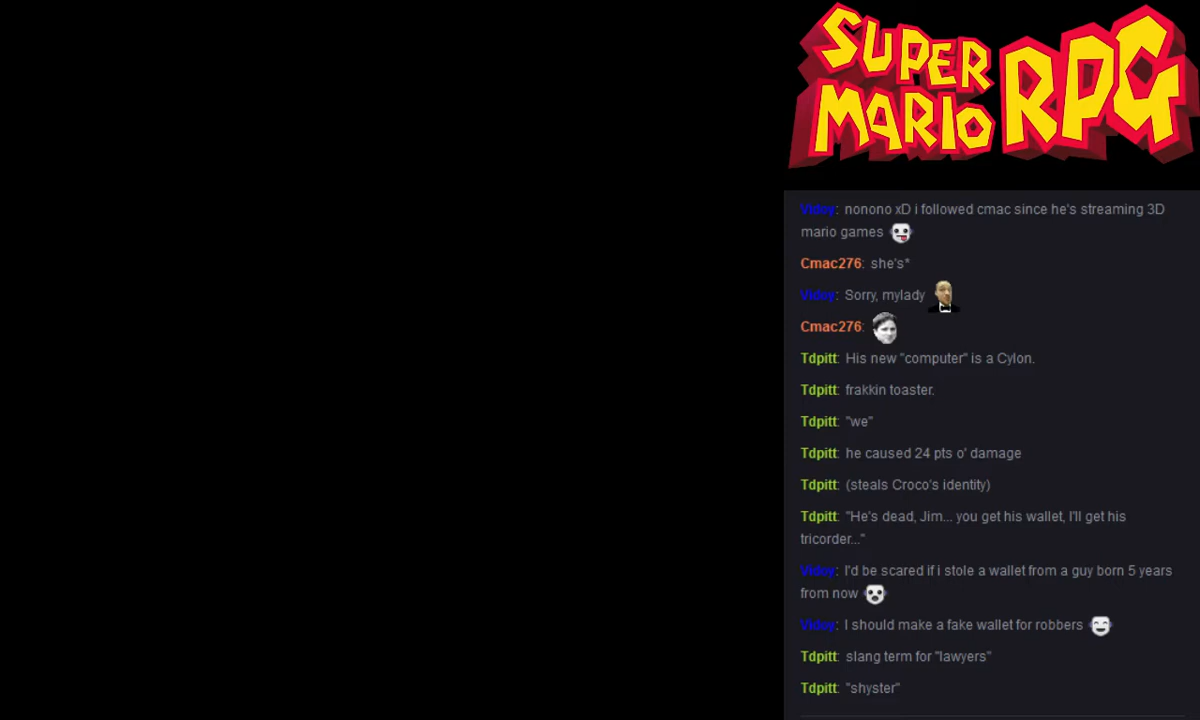 SUPER
MARIO RPG
Vidoy: nonono xD i followed cmac since he's streaming 3D
mario games
Cmac276: she's*
Vidoy: Sorry, mylady
Cmac276:
Tdpitt: His new "computer" is a Cylon.
Tdpitt: frakkin toaster.
Tdpitt: "we"
Tdpitt: he caused 24 pts o' damage
Tdpitt: (steals Croco's identity)
Tdpitt: "He's dead, Jim... you get his wallet, I'll get his
tricorder..."
Vidoy: I'd be scared if i stole a wallet from a guy born 5 years
from now
Vidoy: I should make a fake wallet for robbers
Tdpitt: slang term for "lawyers"
Tdpitt: "shyster"